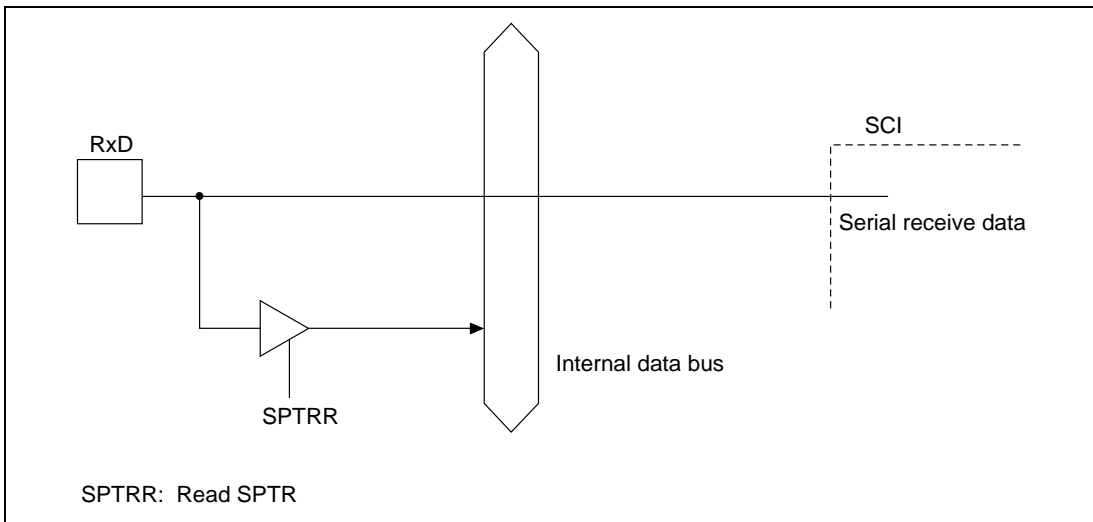 RxD
SCI
Serial receive data
Internal data bus
SPTRR
SPTRR: Read SPTR